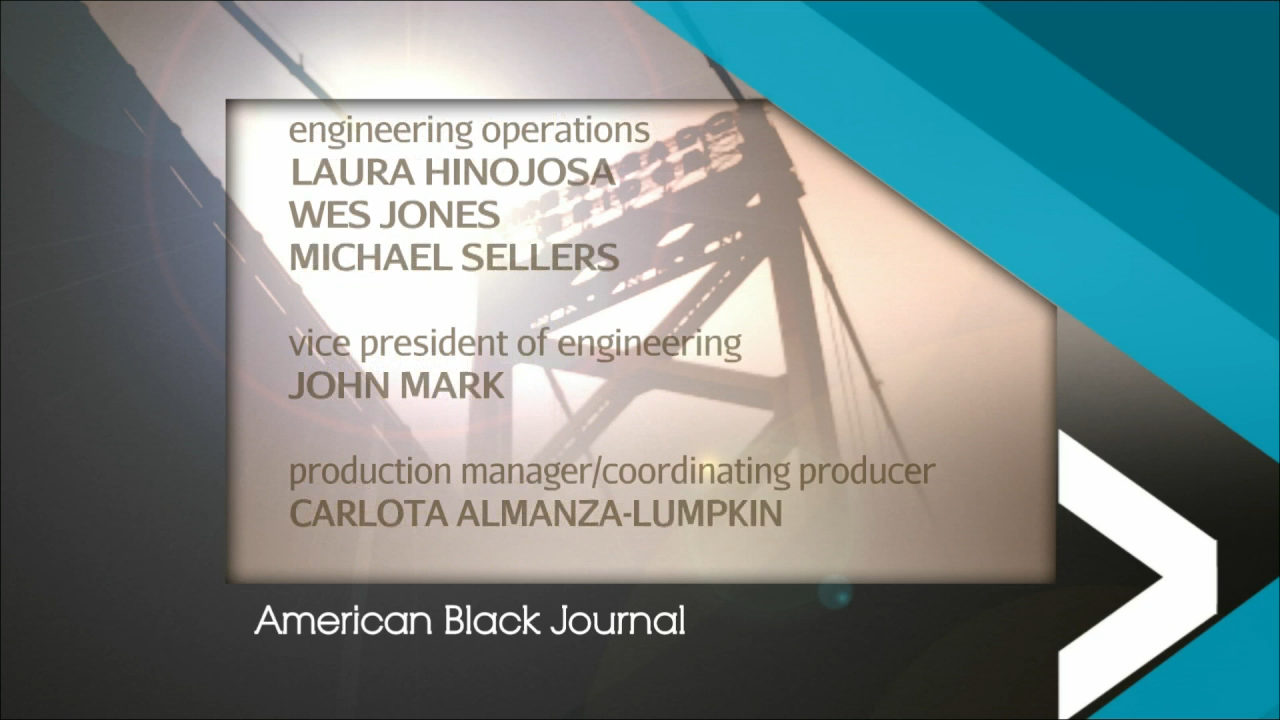 engineering operations
LAURA HINOJOSA
WES JONES
MICHAEL SELLERS
vice president of engineering
JOHN MARK
production manager/coordinating producer
CARLOTA ALMANZA-LUMPKIN
American Black Journal